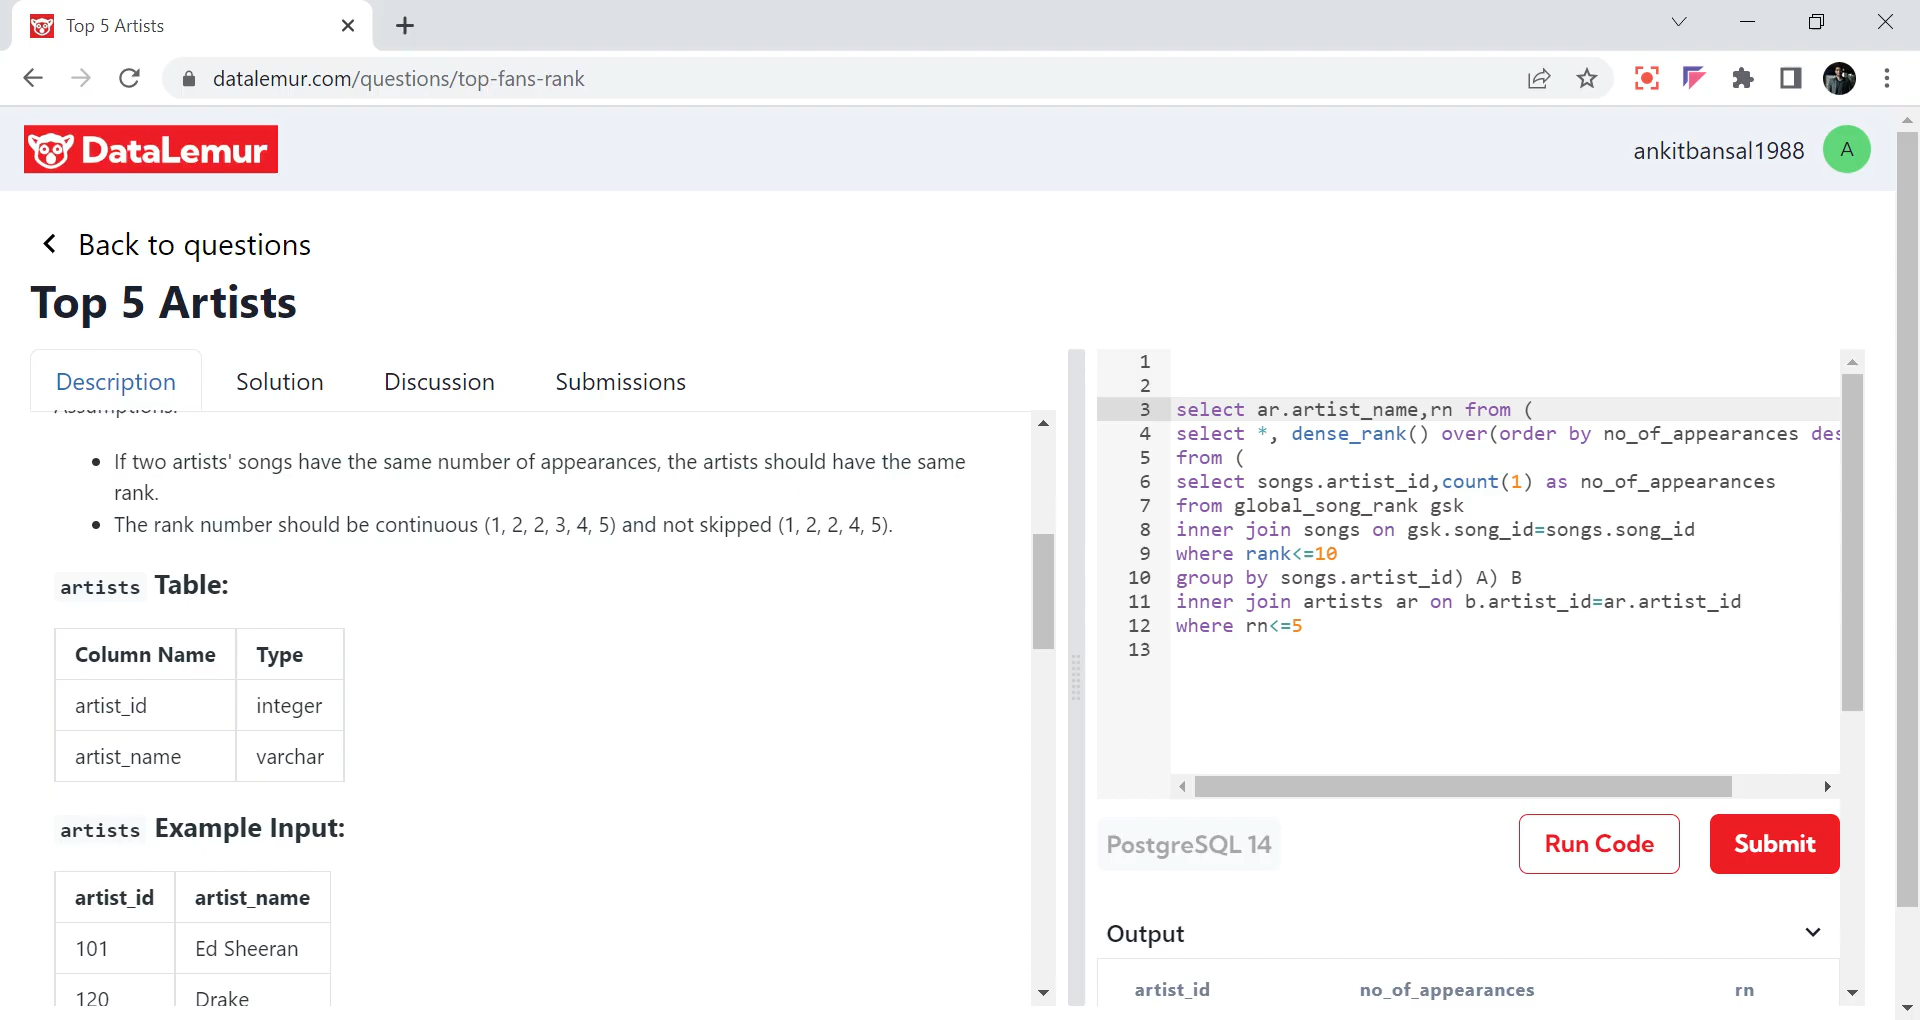 Top 5 Artists
datalemur.com/questions/top-fans-rank
DataLemur
ankitbansal1988
A
Back to questions
Top 5 Artists
Description
Solution
Discussion
Submissions
Assumptions:
If two artists' songs have the same number of appearances, the artists should have the same
rank.
The rank number should be continuous (1, 2, 2, 3, 4, 5) and not skipped (1, 2, 2, 4, 5).
artists Table:
Column Name Type
artist_id integer
artist_name varchar
artists Example Input:
artist_id artist_name
101 Ed Sheeran
120 Drake
1
2
3 select ar.artist_name,rn from (
4 select *, dense_rank() over(order by no_of_appearances des
5 from (
6 select songs.artist_id,count(1) as no_of_appearances
7 from global_song_rank gsk
8 inner join songs on gsk.song_id=songs.song_id
9 where rank<=10
10 group by songs.artist_id) A) B
11 inner join artists ar on b.artist_id=ar.artist_id
12 where rn<=5
13
PostgreSQL 14
Run Code
Submit
Output
artist_id no_of_appearances rn